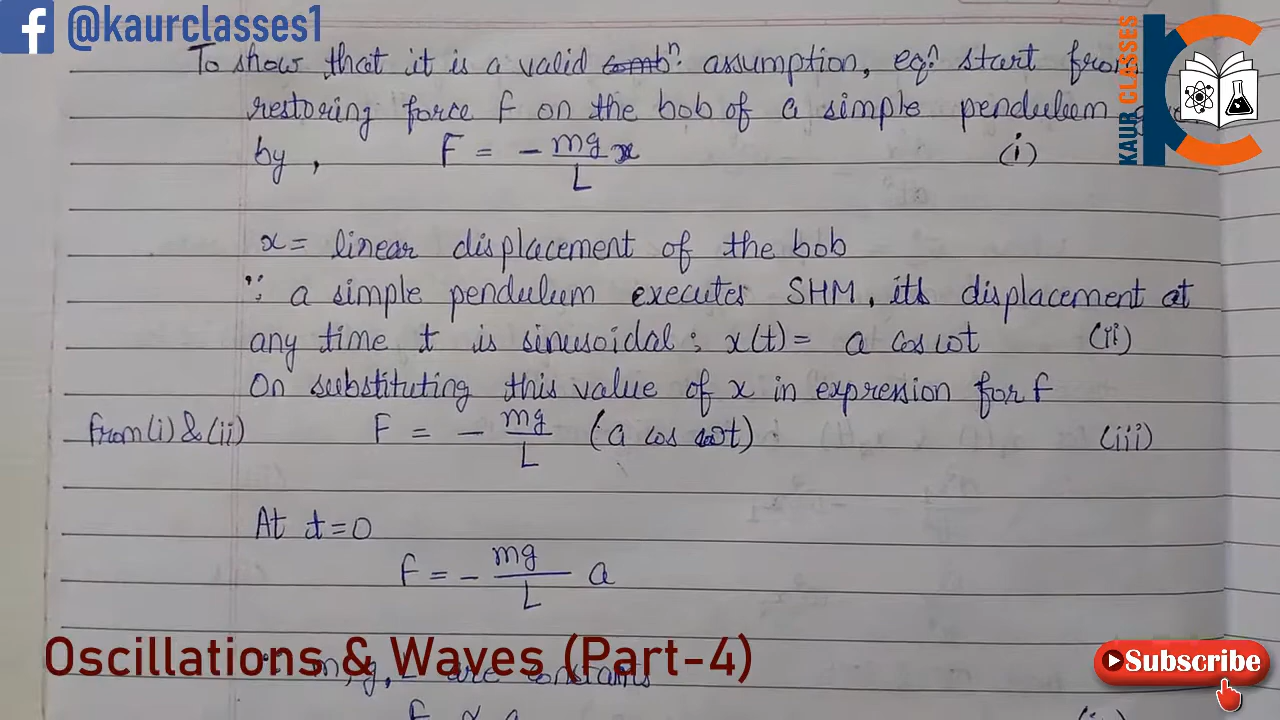 @kaurclasses1
KAUR CLASSES
To show that it is a valid assumption, eqⁿ start from
restoring force F on the bob of a simple pendulum
by, F = - mg/L x (i)
x = linear displacement of the bob
∵ a simple pendulum executes SHM, its displacement at
any time t is sinusoidal : x(t) = a cos ωt (ii)
On substituting this value of x in expression for F
from (i) & (ii) F = - mg/L (a cos ωt) (iii)
At t = 0
F = - mg/L a
Oscillations & Waves (Part-4)
∵ m, g, L are constants
F ∝ a
Subscribe